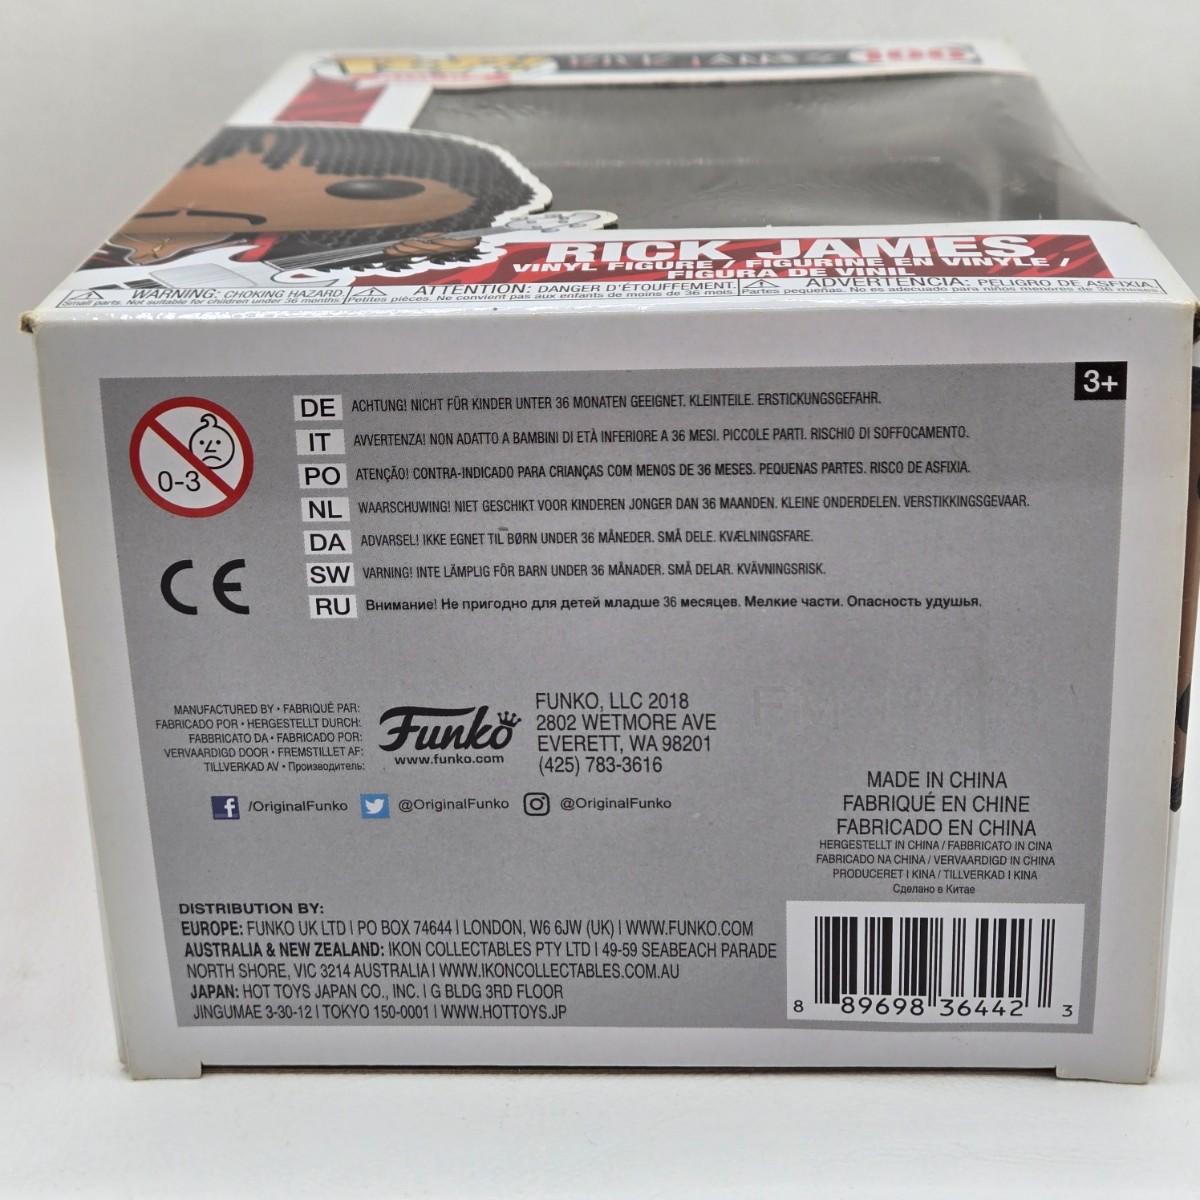 POP!
RICK JAMES
100
RICK JAMES
VINYL FIGURE / FIGURINE EN VINYLE /
FIGURA DE VINIL
WARNING: CHOKING HAZARD
Small parts. Not suitable for children under 36 months.
ATTENTION: DANGER D'ÉTOUFFEMENT.
Petites pièces. Ne convient pas aux enfants de moins de 36 mois.
ADVERTENCIA: PELIGRO DE ASFIXIA.
Partes pequeñas. No es adecuado para niños menores de 36 meses.
3+
0-3
DE ACHTUNG! NICHT FÜR KINDER UNTER 36 MONATEN GEEIGNET. KLEINTEILE. ERSTICKUNGSGEFAHR.
IT AVVERTENZA! NON ADATTO A BAMBINI DI ETÀ INFERIORE A 36 MESI. PICCOLE PARTI. RISCHIO DI SOFFOCAMENTO.
PO ATENÇÃO! CONTRA-INDICADO PARA CRIANÇAS COM MENOS DE 36 MESES. PEQUENAS PARTES. RISCO DE ASFIXIA.
NL WAARSCHUWING! NIET GESCHIKT VOOR KINDEREN JONGER DAN 36 MAANDEN. KLEINE ONDERDELEN. VERSTIKKINGSGEVAAR.
DA ADVARSEL! IKKE EGNET TIL BØRN UNDER 36 MÅNEDER. SMÅ DELE. KVÆLNINGSFARE.
SW VARNING! INTE LÄMPLIG FÖR BARN UNDER 36 MÅNADER. SMÅ DELAR. KVÄVNINGSRISK.
RU Внимание! Не пригодно для детей младше 36 месяцев. Мелкие части. Опасность удушья.
CE
MANUFACTURED BY • FABRIQUÉ PAR:
FABRICADO POR • HERGESTELLT DURCH:
FABBRICATO DA • FABRICADO POR:
VERVAARDIGD DOOR • FREMSTILLET AF:
TILLVERKAD AV • Производитель:
Funko
www.funko.com
FUNKO, LLC 2018
2802 WETMORE AVE
EVERETT, WA 98201
(425) 783-3616
/OriginalFunko @OriginalFunko @OriginalFunko
MADE IN CHINA
FABRIQUÉ EN CHINE
FABRICADO EN CHINA
HERGESTELLT IN CHINA / FABBRICATO IN CINA
FABRICADO NA CHINA / VERVAARDIGD IN CHINA
PRODUCERET I KINA / TILLVERKAD I KINA
Сделано в Китае
DISTRIBUTION BY:
EUROPE: FUNKO UK LTD | PO BOX 74644 | LONDON, W6 6JW (UK) | WWW.FUNKO.COM
AUSTRALIA & NEW ZEALAND: IKON COLLECTABLES PTY LTD | 49-59 SEABEACH PARADE
NORTH SHORE, VIC 3214 AUSTRALIA | WWW.IKONCOLLECTABLES.COM.AU
JAPAN: HOT TOYS JAPAN CO., INC. | G BLDG 3RD FLOOR
JINGUMAE 3-30-12 | TOKYO 150-0001 | WWW.HOTTOYS.JP
8 89698 36442 3